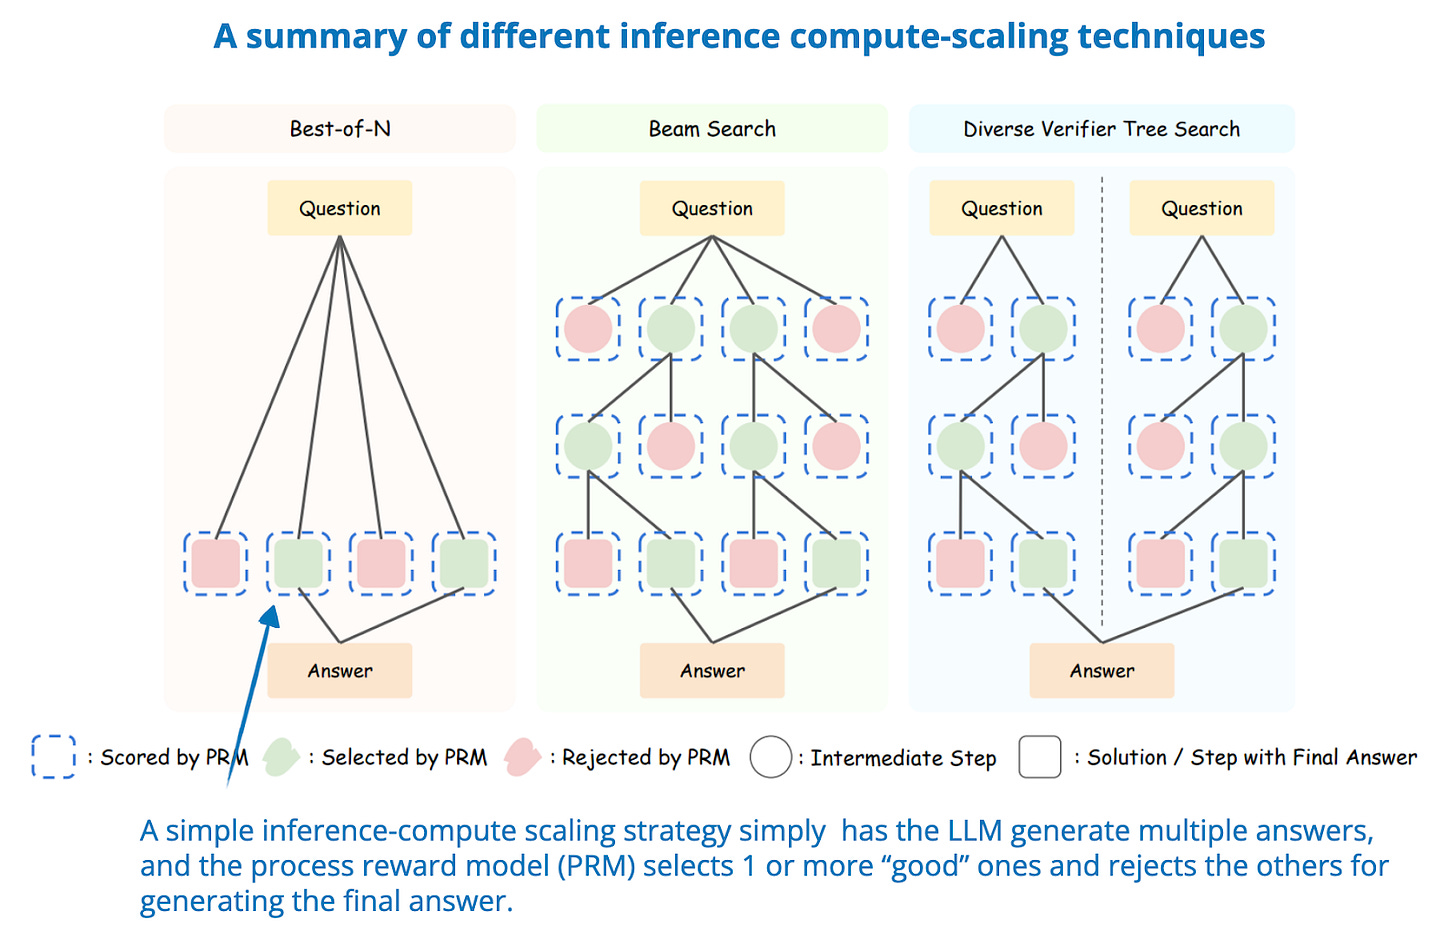 A summary of different inference compute-scaling techniques
Best-of-N
Beam Search
Diverse Verifier Tree Search
Question
Question
Question
Question
Answer
Answer
Answer
: Scored by PRM
: Selected by PRM
: Rejected by PRM
: Intermediate Step
: Solution / Step with Final Answer
A simple inference-compute scaling strategy simply  has the LLM generate multiple answers,
and the process reward model (PRM) selects 1 or more “good” ones and rejects the others for
generating the final answer.